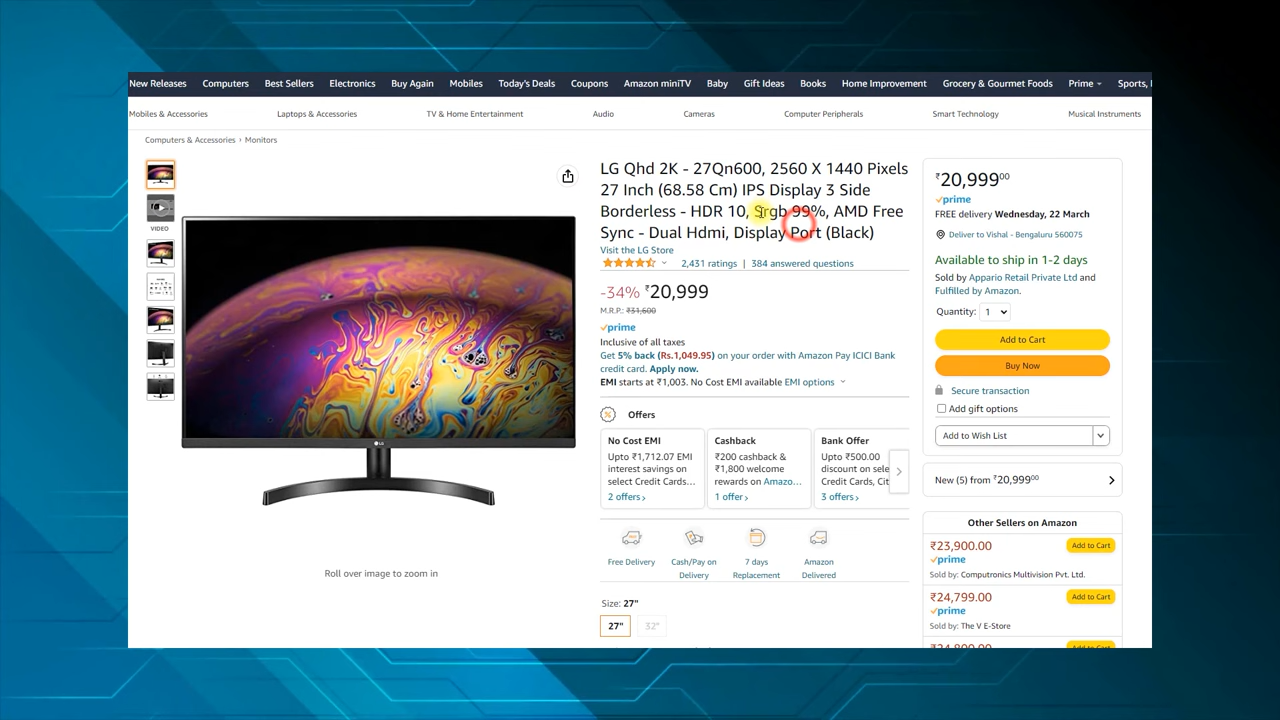 New Releases Computers Best Sellers Electronics Buy Again Mobiles Today's Deals Coupons Amazon miniTV Baby Gift Ideas Books Home Improvement Grocery & Gourmet Foods Prime Sports,
Mobiles & Accessories Laptops & Accessories TV & Home Entertainment Audio Cameras Computer Peripherals Smart Technology Musical Instruments
Computers & Accessories › Monitors
VIDEO
LG
Roll over image to zoom in
LG Qhd 2K - 27Qn600, 2560 X 1440 Pixels
27 Inch (68.58 Cm) IPS Display 3 Side
Borderless - HDR 10, Srgb 99%, AMD Free
Sync - Dual Hdmi, Display Port (Black)
Visit the LG Store
2,431 ratings | 384 answered questions
-34% ₹20,999
M.R.P.: ₹31,600
prime
Inclusive of all taxes
Get 5% back (Rs.1,049.95) on your order with Amazon Pay ICICI Bank
credit card. Apply now.
EMI starts at ₹1,003. No Cost EMI available EMI options
Offers
No Cost EMI
Upto ₹1,712.07 EMI
interest savings on
select Credit Cards…
2 offers›
Cashback
₹200 cashback &
₹1,800 welcome
rewards on Amazo…
1 offer›
Bank Offer
Upto ₹500.00
discount on sele
Credit Cards, Cit
3 offers›
Free Delivery
Cash/Pay on
Delivery
7 days
Replacement
Amazon
Delivered
Size: 27"
27" 32"
₹20,999.00
prime
FREE delivery Wednesday, 22 March
Deliver to Vishal - Bengaluru 560075
Available to ship in 1-2 days
Sold by Appario Retail Private Ltd and
Fulfilled by Amazon.
Quantity: 1
Add to Cart
Buy Now
Secure transaction
Add gift options
Add to Wish List
New (5) from ₹20,999.00
Other Sellers on Amazon
₹23,900.00 Add to Cart
prime
Sold by: Computronics Multivision Pvt. Ltd.
₹24,799.00 Add to Cart
prime
Sold by: The V E-Store